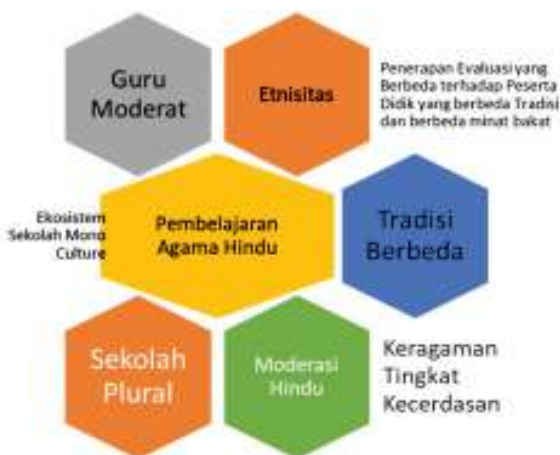 Guru
Moderat
Etnisitas
Penerapan Evaluasi yang
Berbeda terhadap Peserta
Didik yang berbeda Tradisi
dan berbeda minat bakat
Ekosistem
Sekolah Mono
Culture
Pembelajaran
Agama Hindu
Tradisi
Berbeda
Sekolah
Plural
Moderasi
Hindu
Keragaman
Tingkat
Kecerdasan